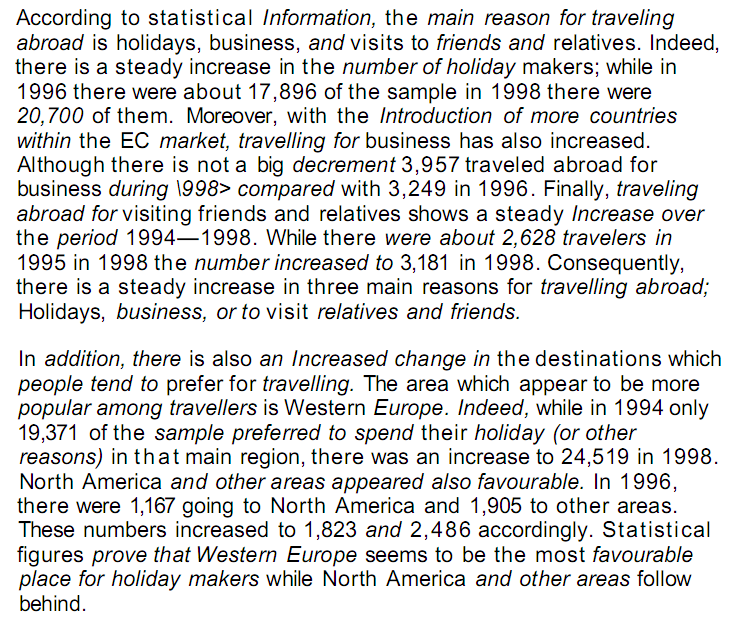 According to statistical Information, the main reason for traveling
abroad is holidays, business, and visits to friends and relatives. Indeed,
there is a steady increase in the number of holiday makers; while in
1996 there were about 17,896 of the sample in 1998 there were
20,700 of them. Moreover, with the Introduction of more countries
within the EC market, travelling for business has also increased.
Although there is not a big decrement 3,957 traveled abroad for
business during \998> compared with 3,249 in 1996. Finally, traveling
abroad for visiting friends and relatives shows a steady Increase over
the period 1994—1998. While there were about 2,628 travelers in
1995 in 1998 the number increased to 3,181 in 1998. Consequently,
there is a steady increase in three main reasons for travelling abroad;
Holidays, business, or to visit relatives and friends.
In addition, there is also an Increased change in the destinations which
people tend to prefer for travelling. The area which appear to be more
popular among travellers is Western Europe. Indeed, while in 1994 only
19,371 of the sample preferred to spend their holiday (or other
reasons) in that main region, there was an increase to 24,519 in 1998.
North America and other areas appeared also favourable. In 1996,
there were 1,167 going to North America and 1,905 to other areas.
These numbers increased to 1,823 and 2,486 accordingly. Statistical
figures prove that Western Europe seems to be the most favourable
place for holiday makers while North America and other areas follow
behind.